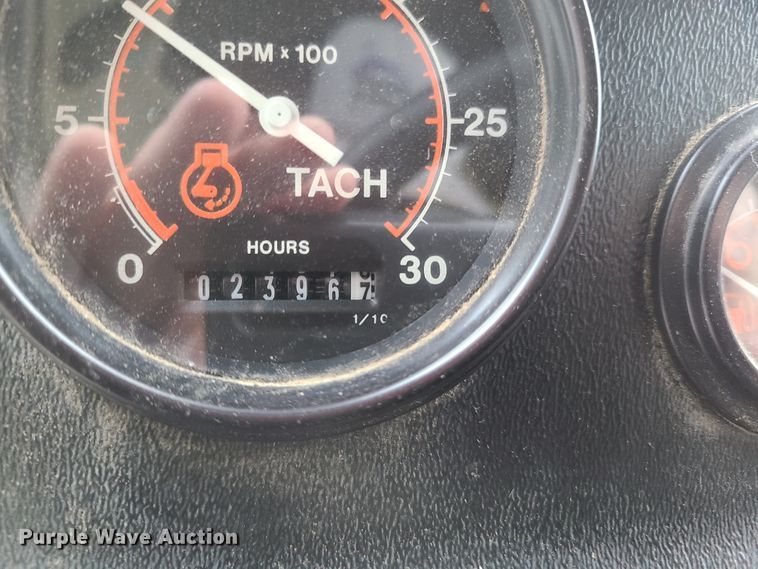 RPM x 100
5
25
TACH
HOURS
0
30
02396
1/10
Purple Wave Auction